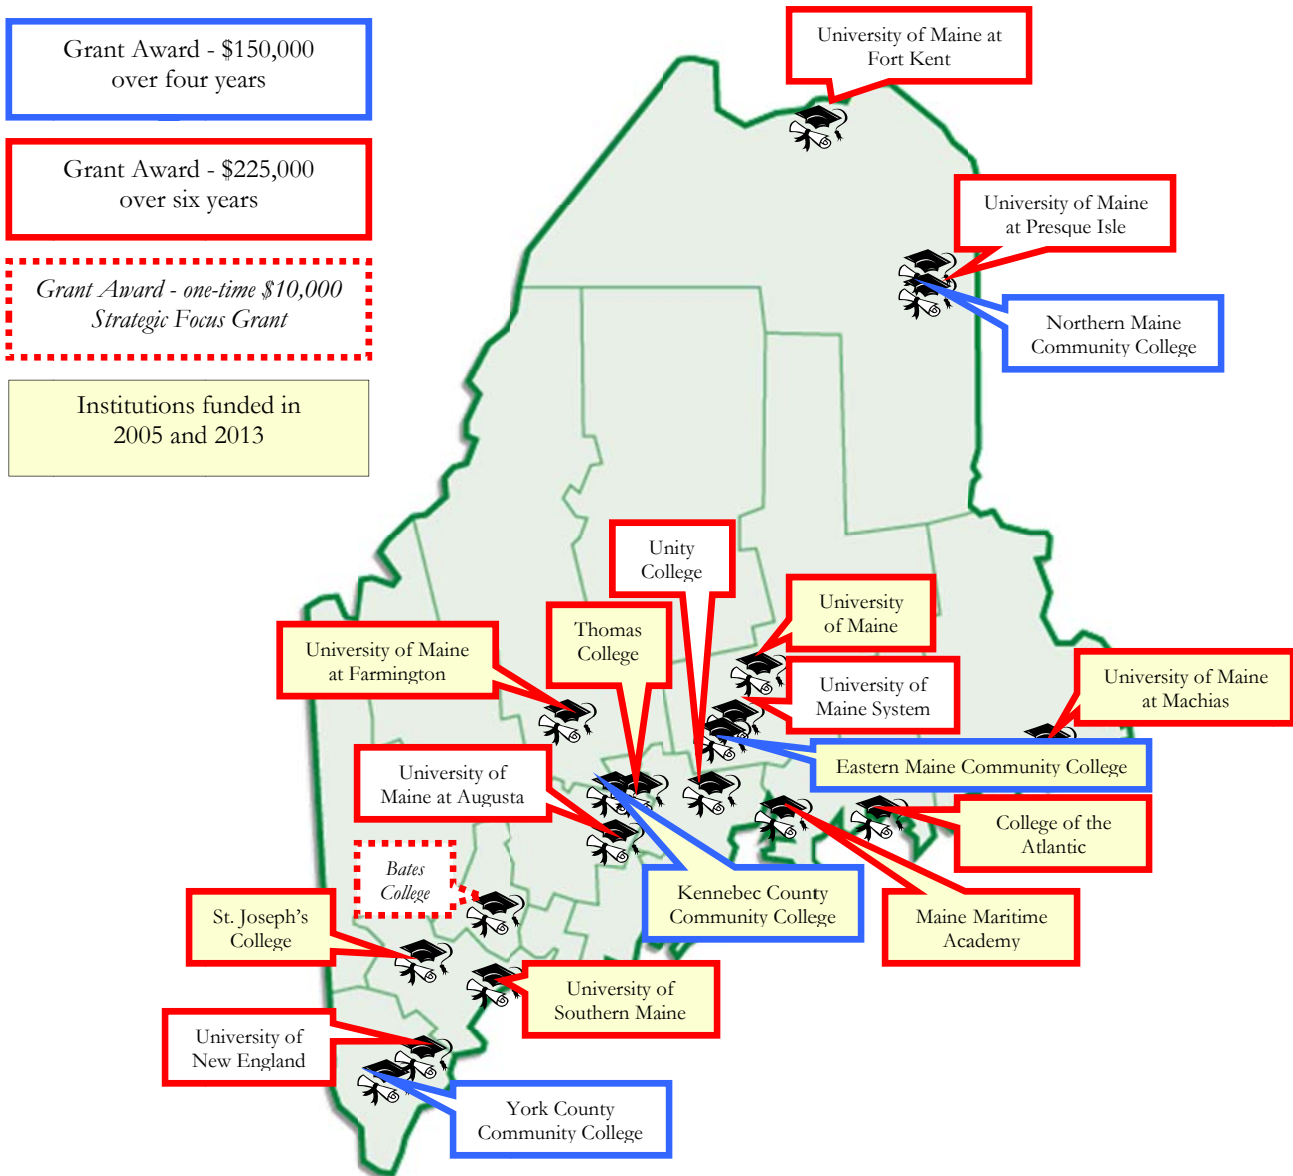 Grant Award - $150,000
over four years
Grant Award - $225,000
over six years
Grant Award - one-time $10,000
Strategic Focus Grant
Institutions funded in
2005 and 2013
University of Maine at
Fort Kent
University of Maine
at Presque Isle
Northern Maine
Community College
Unity
College
University
of Maine
Thomas
College
University of Maine
at Farmington
University of
Maine System
University of Maine
at Machias
Eastern Maine Community College
University of
Maine at Augusta
College of the
Atlantic
Bates
College
Kennebec County
Community College
Maine Maritime
Academy
St. Joseph's
College
University of
Southern Maine
University of
New England
York County
Community College